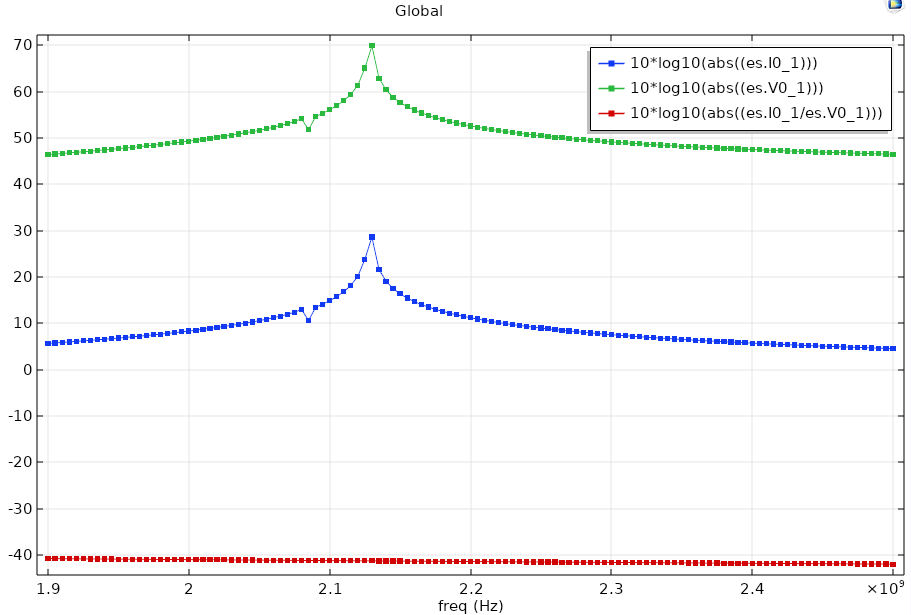 Global
10*log10(abs((es.I0_1)))
10*log10(abs((es.V0_1)))
10*log10(abs((es.I0_1/es.V0_1)))
70
60
50
40
30
20
10
0
-10
-20
-30
-40
1.9 2 2.1 2.2 2.3 2.4 ×10⁹
freq (Hz)